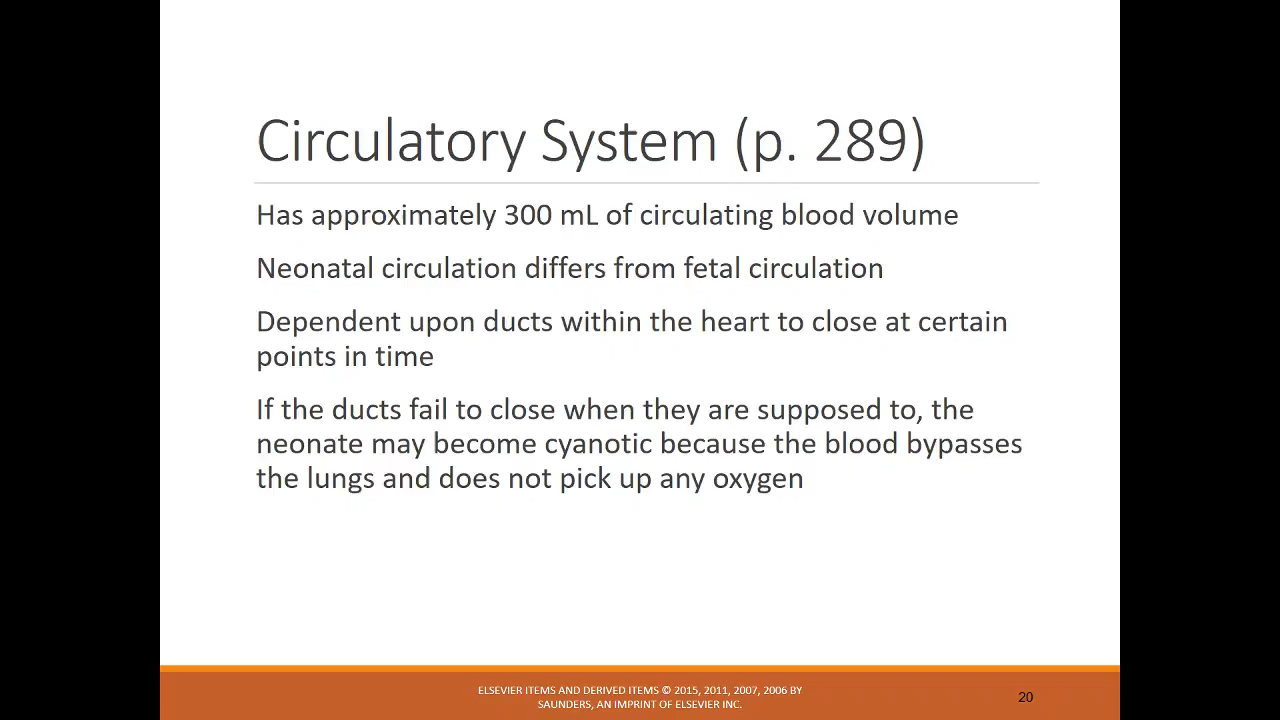 Circulatory System (p. 289)
Has approximately 300 mL of circulating blood volume
Neonatal circulation differs from fetal circulation
Dependent upon ducts within the heart to close at certain
points in time
If the ducts fail to close when they are supposed to, the
neonate may become cyanotic because the blood bypasses
the lungs and does not pick up any oxygen
ELSEVIER ITEMS AND DERIVED ITEMS © 2015, 2011, 2007, 2006 BY
SAUNDERS, AN IMPRINT OF ELSEVIER INC.
20